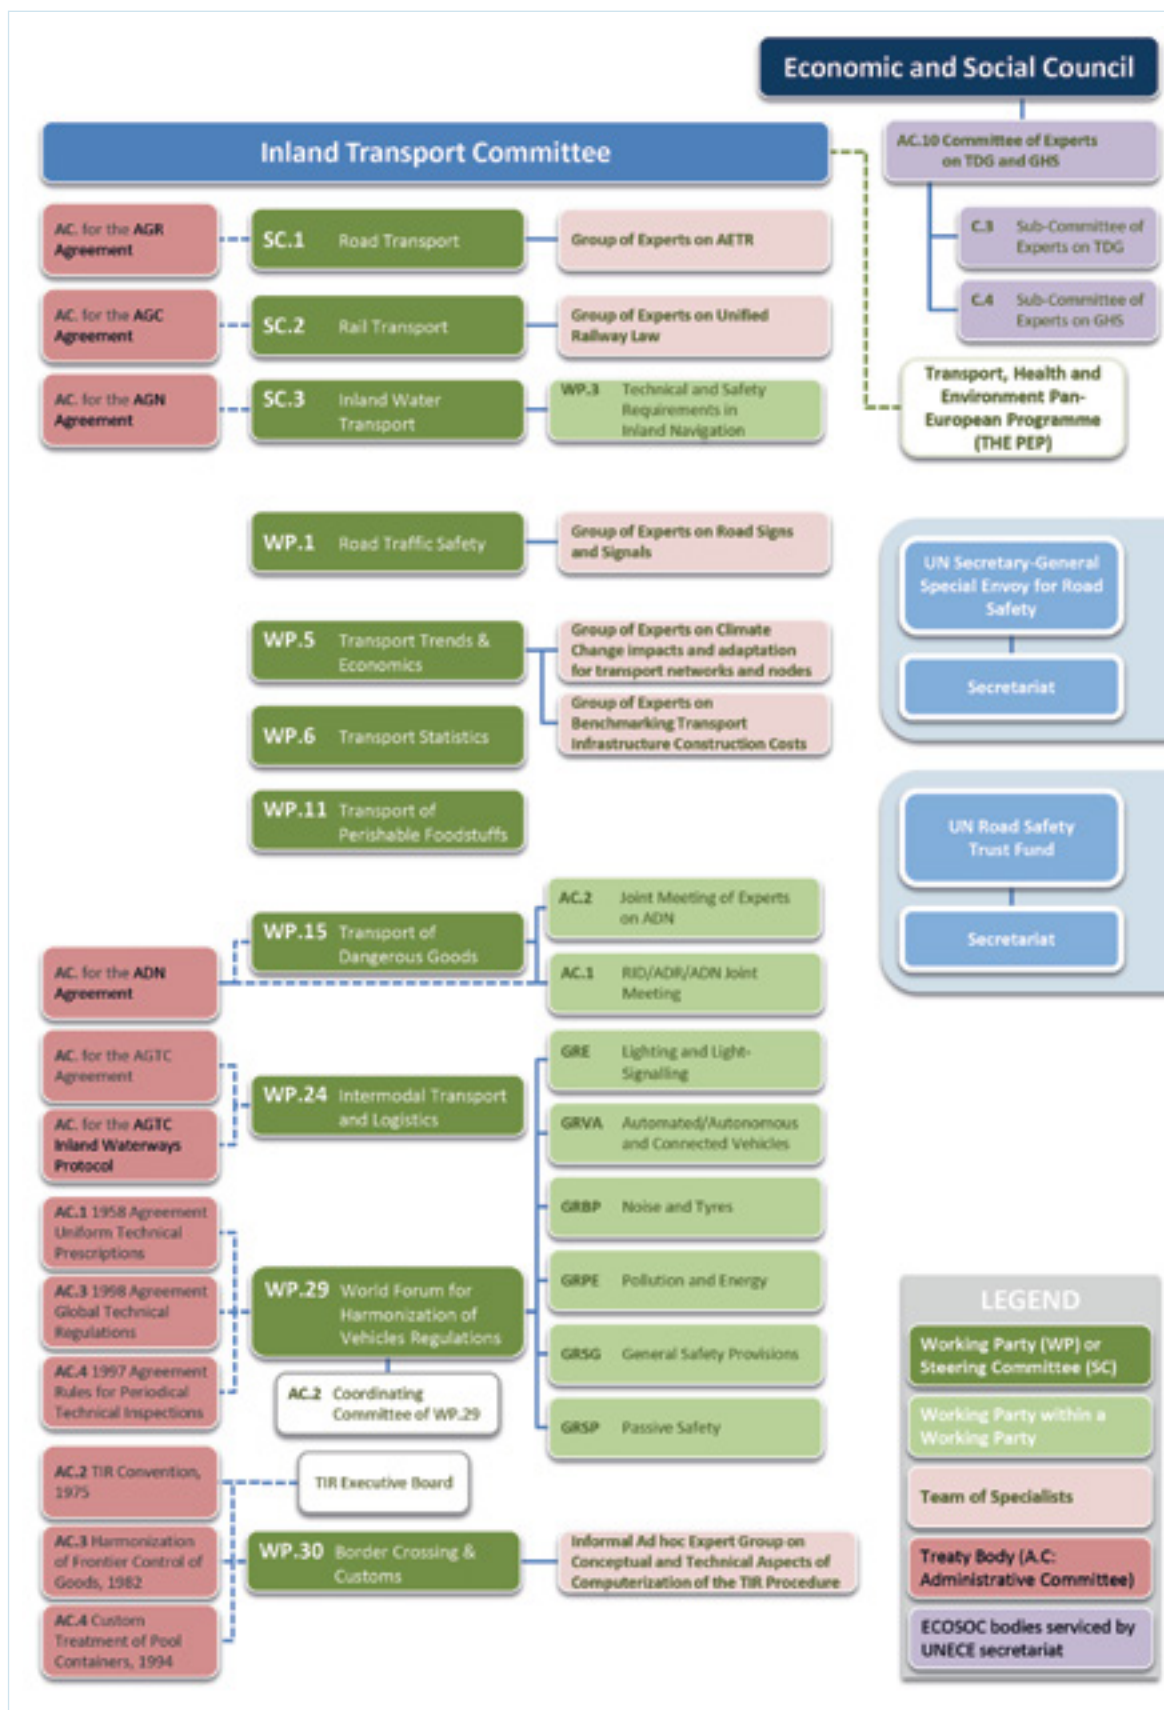 Economic and Social Council
Inland Transport Committee
AC.10 Committee of Experts
on TDG and GHS
C.3 Sub-Committee of
Experts on TDG
C.4 Sub-Committee of
Experts on GHS
Transport, Health and
Environment Pan-
European Programme
(THE PEP)
AC. for the AGR
Agreement
SC.1 Road Transport
Group of Experts on AETR
AC. for the AGC
Agreement
SC.2 Rail Transport
Group of Experts on Unified
Railway Law
AC. for the AGN
Agreement
SC.3 Inland Water
Transport
WP.3 Technical and Safety
Requirements in
Inland Navigation
WP.1 Road Traffic Safety
Group of Experts on Road Signs
and Signals
WP.5 Transport Trends &
Economics
Group of Experts on Climate
Change impacts and adaptation
for transport networks and nodes
Group of Experts on
Benchmarking Transport
Infrastructure Construction Costs
WP.6 Transport Statistics
WP.11 Transport of
Perishable Foodstuffs
UN Secretary-General
Special Envoy for Road
Safety
Secretariat
UN Road Safety
Trust Fund
Secretariat
WP.15 Transport of
Dangerous Goods
AC.2 Joint Meeting of Experts
on ADN
AC. for the ADN
Agreement
AC.1 RID/ADR/ADN Joint
Meeting
AC. for the AGTC
Agreement
AC. for the AGTC
Inland Waterways
Protocol
WP.24 Intermodal Transport
and Logistics
GRE Lighting and Light-
Signalling
GRVA Automated/Autonomous
and Connected Vehicles
GRBP Noise and Tyres
GRPE Pollution and Energy
GRSG General Safety Provisions
GRSP Passive Safety
AC.1 1958 Agreement
Uniform Technical
Prescriptions
AC.3 1998 Agreement
Global Technical
Regulations
AC.4 1997 Agreement
Rules for Periodical
Technical Inspections
WP.29 World Forum for
Harmonization of
Vehicles Regulations
AC.2 Coordinating
Committee of WP.29
AC.2 TIR Convention,
1975
TIR Executive Board
AC.3 Harmonization
of Frontier Control of
Goods, 1982
WP.30 Border Crossing &
Customs
Informal Ad hoc Expert Group on
Conceptual and Technical Aspects of
Computerization of the TIR Procedure
AC.4 Custom
Treatment of Pool
Containers, 1994
LEGEND
Working Party (WP) or
Steering Committee (SC)
Working Party within a
Working Party
Team of Specialists
Treaty Body (A.C:
Administrative Committee)
ECOSOC bodies serviced by
UNECE secretariat